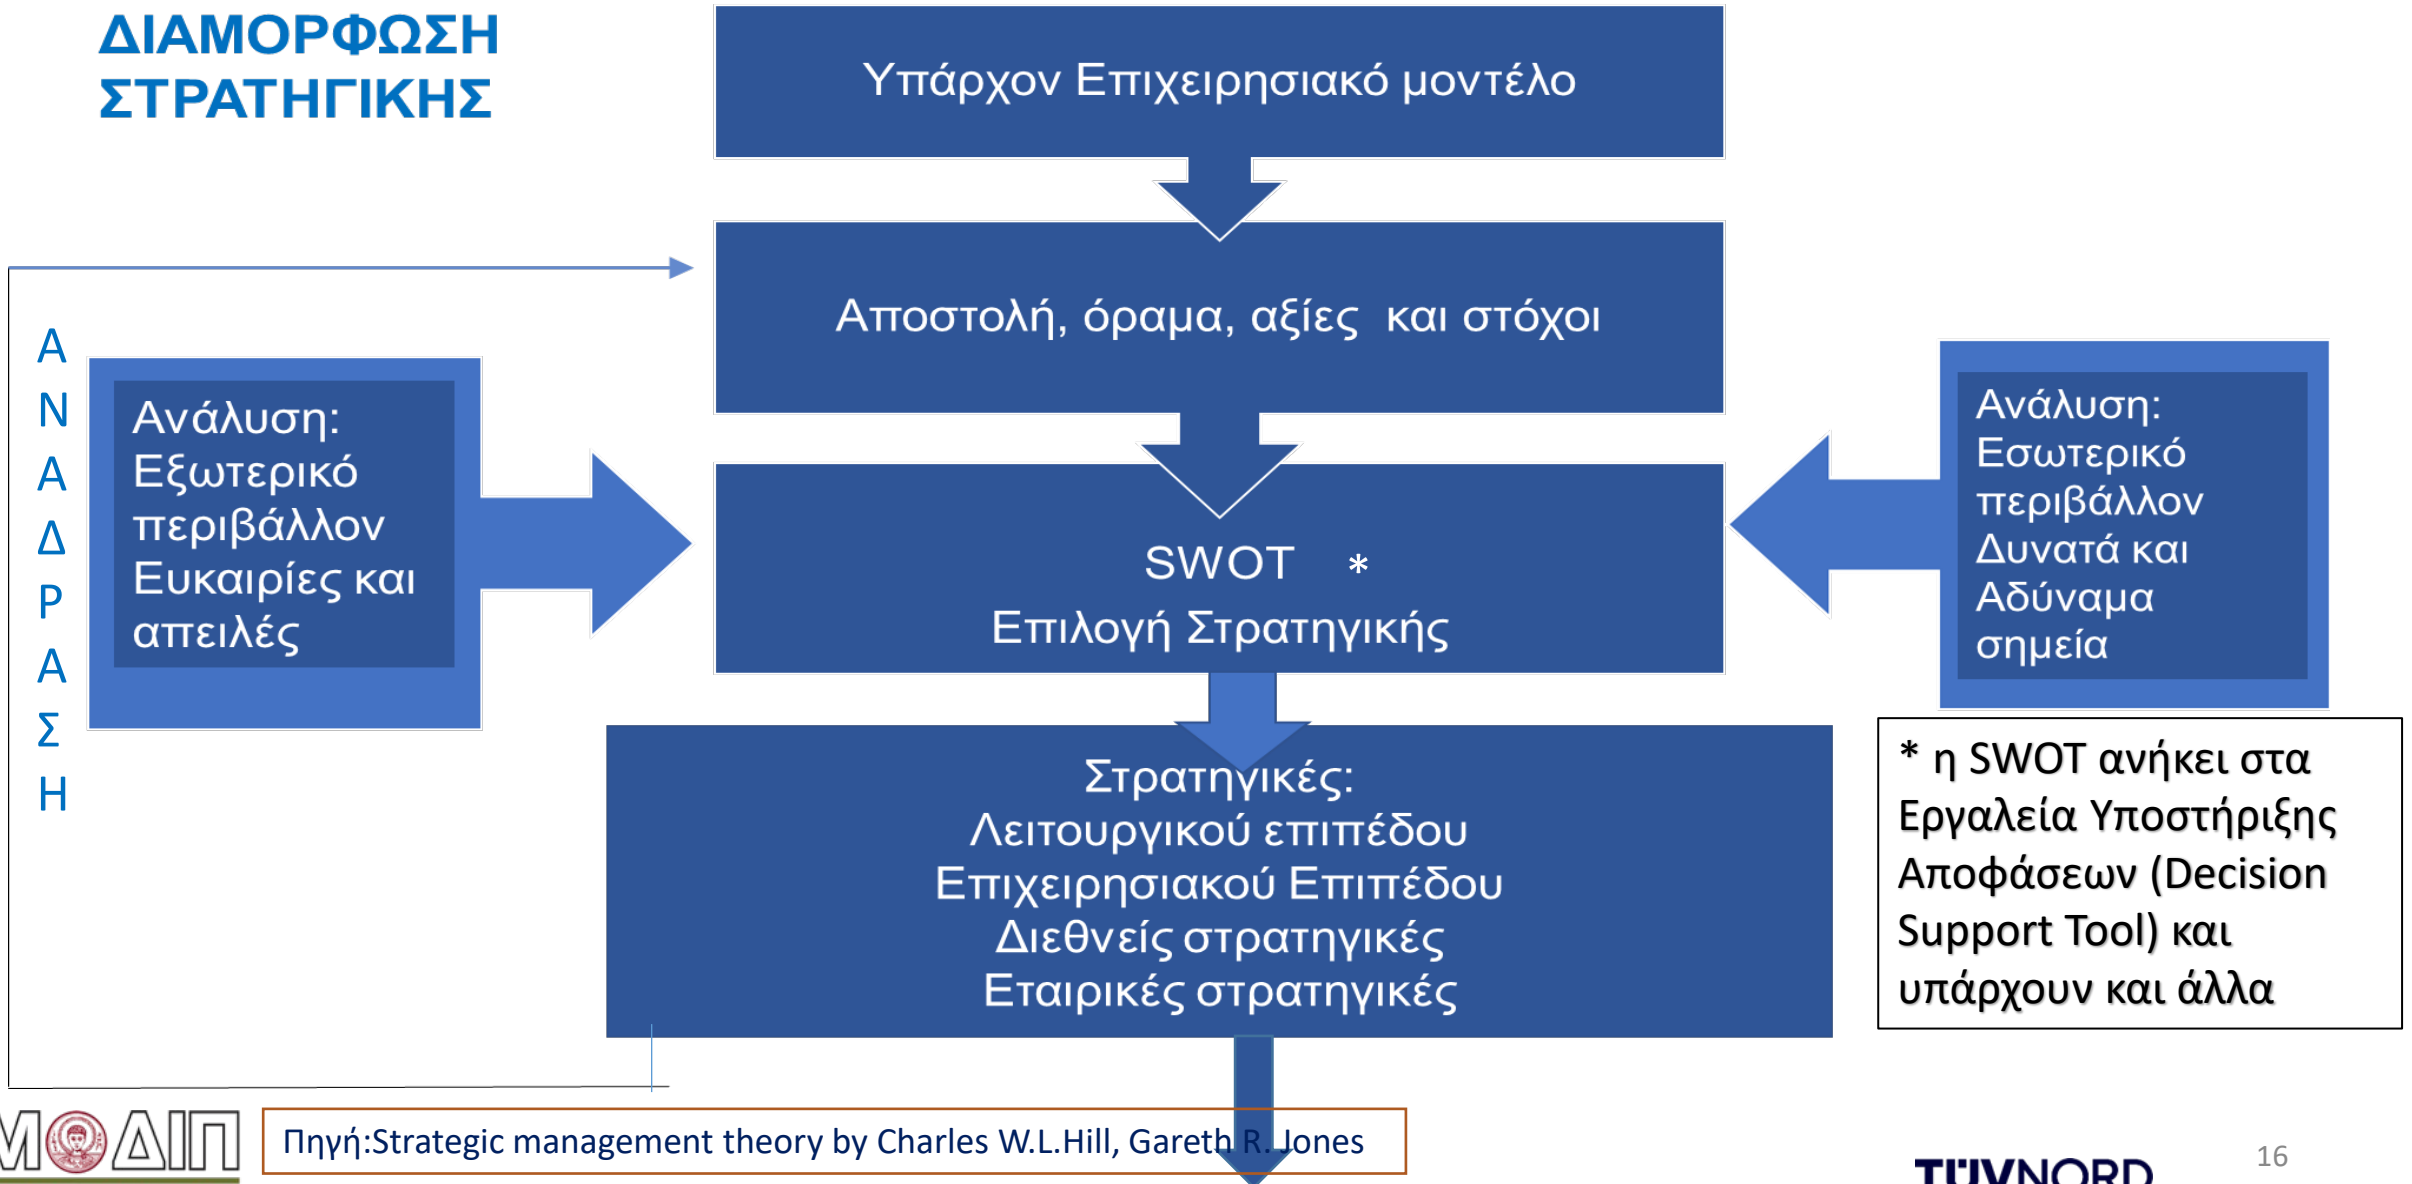 ΔΙΑΜΟΡΦΩΣΗ
ΣΤΡΑΤΗΓΙΚΗΣ
Υπάρχον Επιχειρησιακό μοντέλο
Αποστολή, όραμα, αξίες και στόχοι
Α
Ν
Α
Δ
Ρ
Α
Σ
Η
Ανάλυση:
Εξωτερικό
περιβάλλον
Ευκαιρίες και
απειλές
SWOT *
Επιλογή Στρατηγικής
Ανάλυση:
Εσωτερικό
περιβάλλον
Δυνατά και
Αδύναμα
σημεία
Στρατηγικές:
Λειτουργικού επιπέδου
Επιχειρησιακού Επιπέδου
Διεθνείς στρατηγικές
Εταιρικές στρατηγικές
* η SWOT ανήκει στα
Εργαλεία Υποστήριξης
Αποφάσεων (Decision
Support Tool) και
υπάρχουν και άλλα
ΜΟΔΙΠ
Πηγή:Strategic management theory by Charles W.L.Hill, Gareth R. Jones
TÜVNORD
16